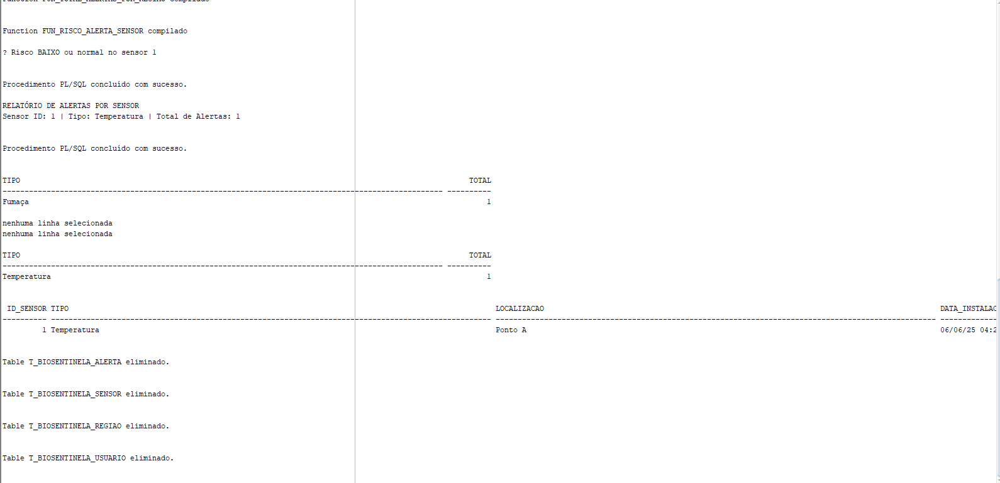 Function FUN_TOTAL_ALERTAS_POR_REGIAO compilado
Function FUN_RISCO_ALERTA_SENSOR compilado
? Risco BAIXO ou normal no sensor 1
Procedimento PL/SQL concluído com sucesso.
RELATÓRIO DE ALERTAS POR SENSOR
Sensor ID: 1 | Tipo: Temperatura | Total de Alertas: 1
Procedimento PL/SQL concluído com sucesso.
TIPO TOTAL
---------------------------------------------------------------------------------------------------- ----------
Fumaça 1
nenhuma linha selecionada
nenhuma linha selecionada
TIPO TOTAL
---------------------------------------------------------------------------------------------------- ----------
Temperatura 1
ID_SENSOR TIPO LOCALIZACAO DATA_INSTALAC
---------- ---------------------------------------------------------------------------------------------------- ---------------------------------------------------------------------------------------------------- -------------
1 Temperatura Ponto A 06/06/25 04:2
Table T_BIOSENTINELA_ALERTA eliminado.
Table T_BIOSENTINELA_SENSOR eliminado.
Table T_BIOSENTINELA_REGIAO eliminado.
Table T_BIOSENTINELA_USUARIO eliminado.